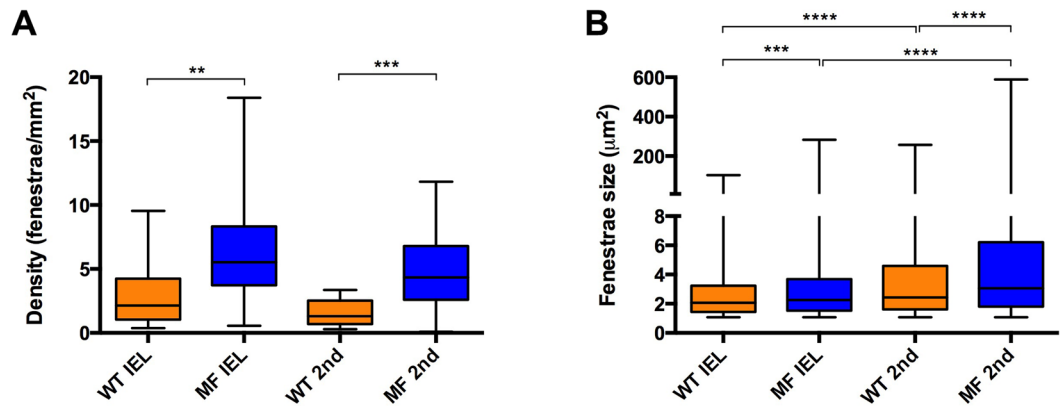 A
B
** ***
**** ****
*** ****
Density (fenestrae/mm²)
20
15
10
5
0
WT IEL MF IEL WT 2nd MF 2nd
Fenestrae size (μm²)
600
400
200
8
6
4
2
0
WT IEL MF IEL WT 2nd MF 2nd